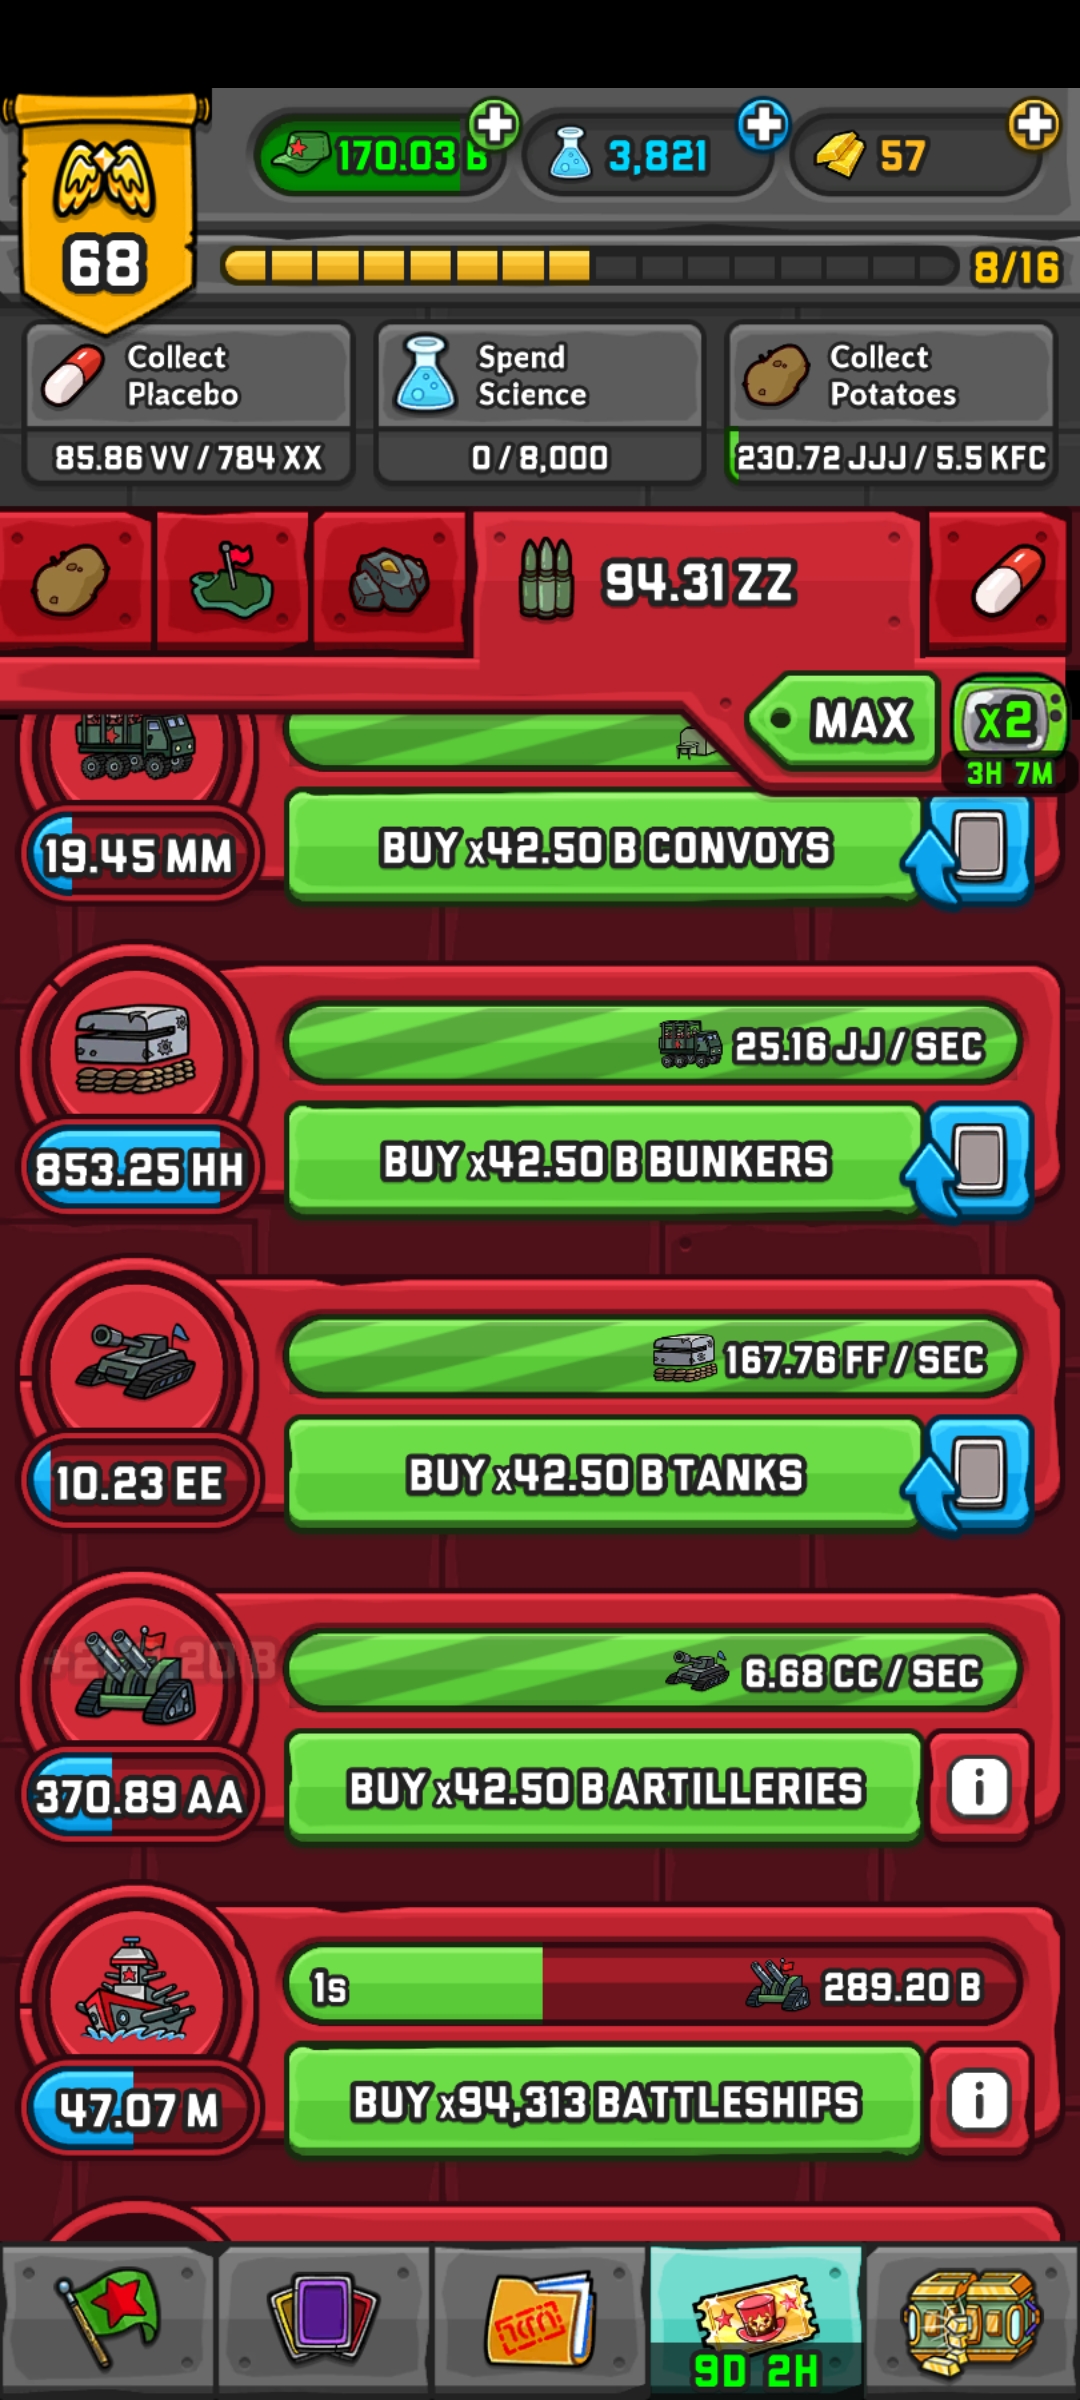 170.03 B
3,821
57
68
8/16
Collect
Placebo
85.86 VV / 784 XX
Spend
Science
0 / 8,000
Collect
Potatoes
230.72 JJJ / 5.5 KFC
94.31 ZZ
MAX
x2
3H 7M
19.45 MM
BUY x42.50 B CONVOYS
25.16 JJ / SEC
853.25 HH
BUY x42.50 B BUNKERS
167.76 FF / SEC
10.23 EE
BUY x42.50 B TANKS
6.68 CC / SEC
370.89 AA
BUY x42.50 B ARTILLERIES
i
1s
289.20 B
47.07 M
BUY x94,313 BATTLESHIPS
i
9D 2H